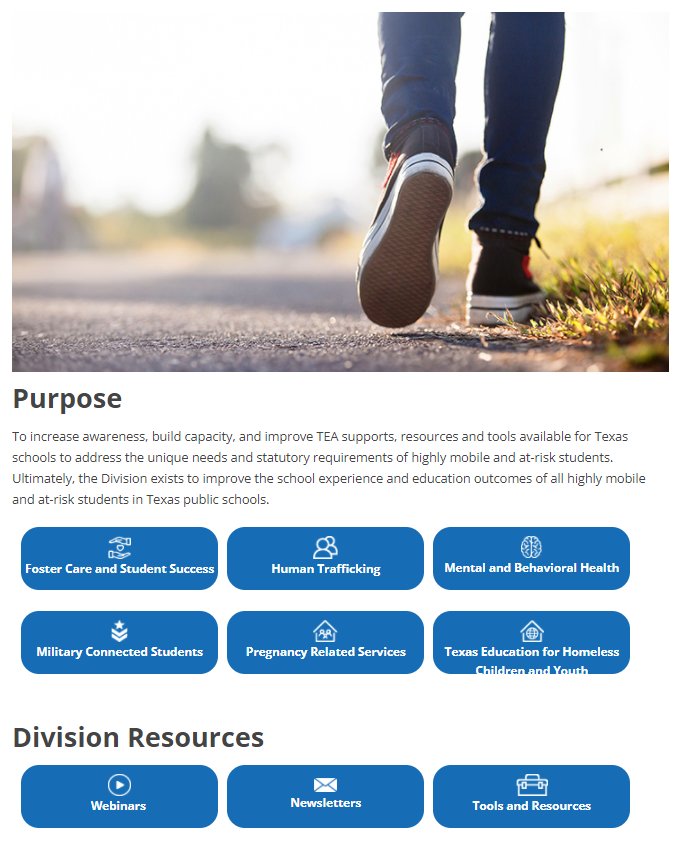 Purpose
To increase awareness, build capacity, and improve TEA supports, resources and tools available for Texas
schools to address the unique needs and statutory requirements of highly mobile and at-risk students.
Ultimately, the Division exists to improve the school experience and education outcomes of all highly mobile
and at-risk students in Texas public schools.
Foster Care and Student Success
Human Trafficking
Mental and Behavioral Health
Military Connected Students
Pregnancy Related Services
Texas Education for Homeless
Children and Youth
Division Resources
Webinars
Newsletters
Tools and Resources